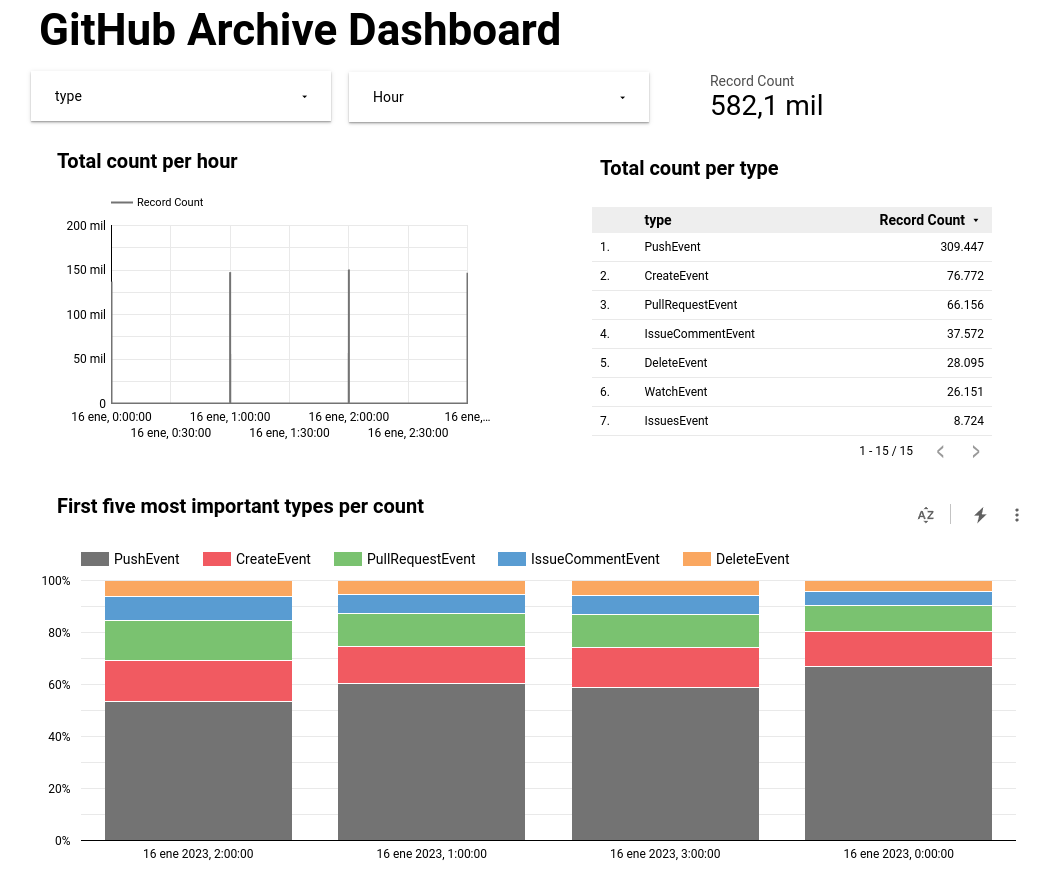 GitHub Archive Dashboard
type
Hour
Record Count
582,1 mil
Total count per hour
Record Count
200 mil
150 mil
100 mil
50 mil
0
16 ene, 0:00:00
16 ene, 1:00:00
16 ene, 2:00:00
16 ene,...
16 ene, 0:30:00
16 ene, 1:30:00
16 ene, 2:30:00
Total count per type
type Record Count
1. PushEvent 309.447
2. CreateEvent 76.772
3. PullRequestEvent 66.156
4. IssueCommentEvent 37.572
5. DeleteEvent 28.095
6. WatchEvent 26.151
7. IssuesEvent 8.724
1 - 15 / 15
First five most important types per count
AZ
PushEvent CreateEvent PullRequestEvent IssueCommentEvent DeleteEvent
100%
80%
60%
40%
20%
0%
16 ene 2023, 2:00:00
16 ene 2023, 1:00:00
16 ene 2023, 3:00:00
16 ene 2023, 0:00:00